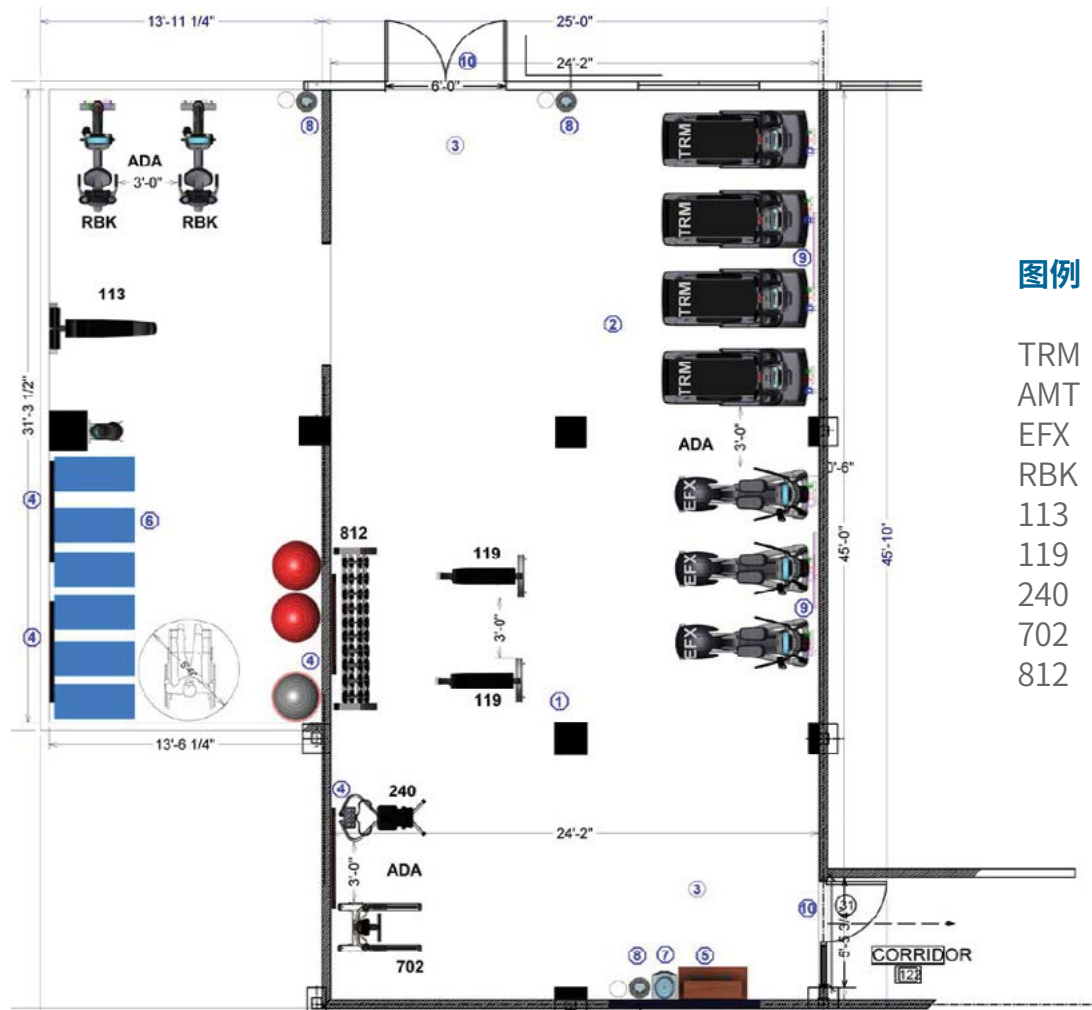 13'-11 1/4"
25'-0"
24'-2"
10
6'-0"
8
8
3
ADA
3'-0"
RBK
RBK
TRM
TRM
TRM
TRM
9
2
113
31'-3 1/2"
ADA
3'-0"
EFX
EFX
EFX
45'-0"
45'-10"
9
4
6
4
812
119
3'-0"
119
4
1
13'-6 1/4"
4
240
24'-2"
3'-0"
ADA
702
3
10
31
CORRIDOR
8
7
5
图例
TRM
AMT
EFX
RBK
113
119
240
702
812